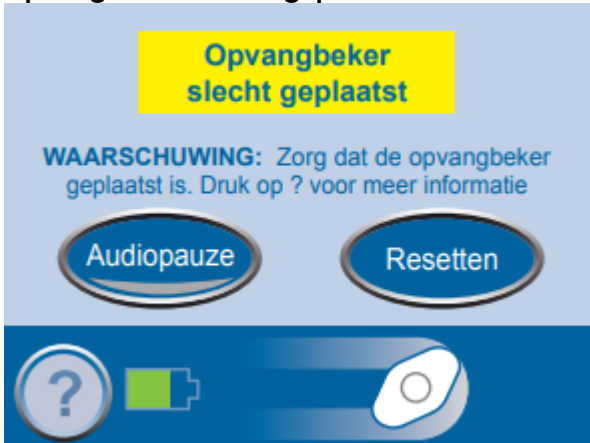 Opvangbeker
slecht geplaatst
WAARSCHUWING: Zorg dat de opvangbeker
geplaatst is. Druk op ? voor meer informatie
Audiopauze
Resetten
?